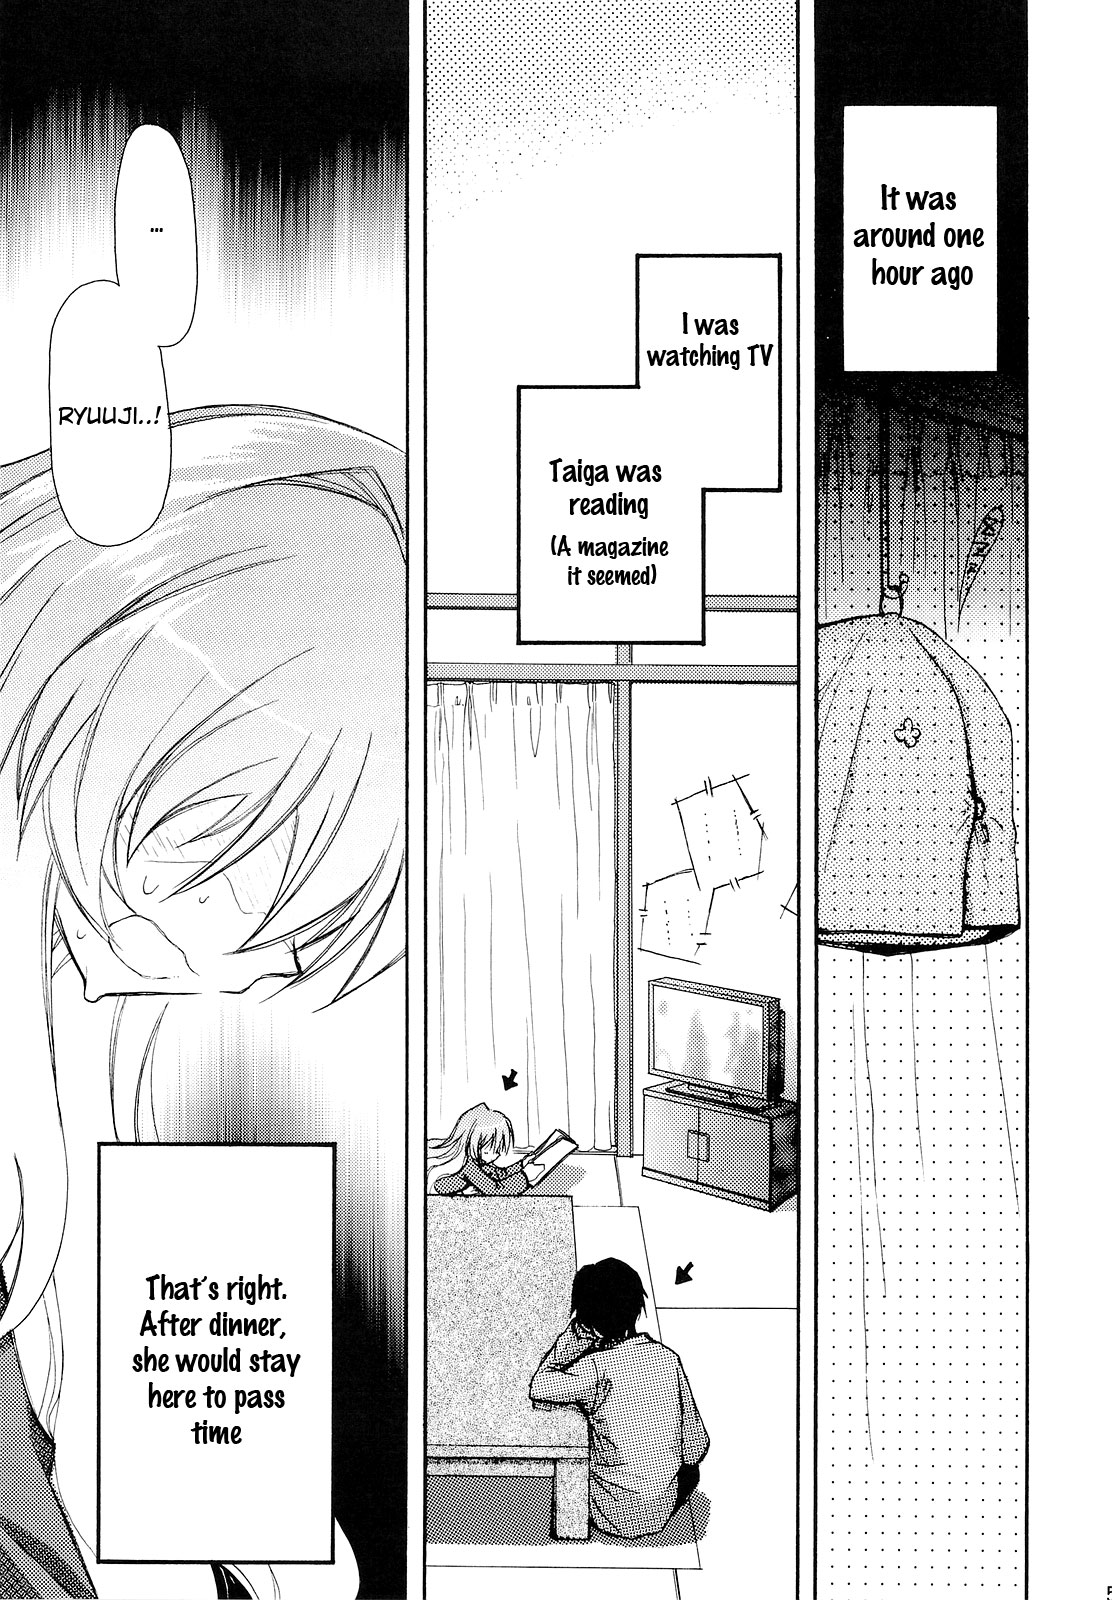 It was
around one
hour ago
I was
watching TV
Taiga was
reading
(A magazine
it seemed)
...
RYUUJI..!
That's right.
After dinner,
she would stay
here to pass
time
5